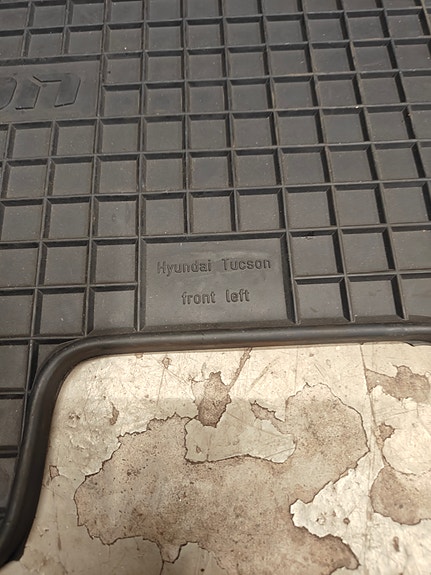 Hyundai Tucson
front left